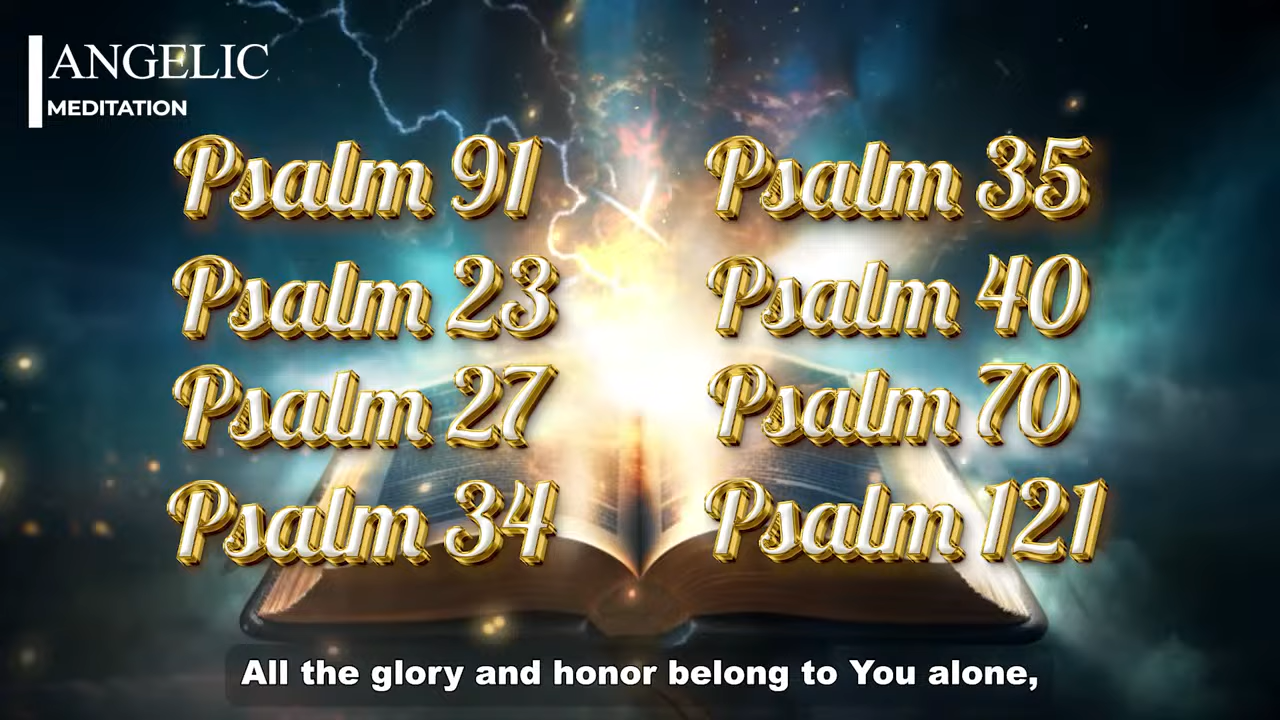 ANGELIC
MEDITATION
Psalm 91
Psalm 23
Psalm 27
Psalm 34
Psalm 35
Psalm 40
Psalm 70
Psalm 121
All the glory and honor belong to You alone,